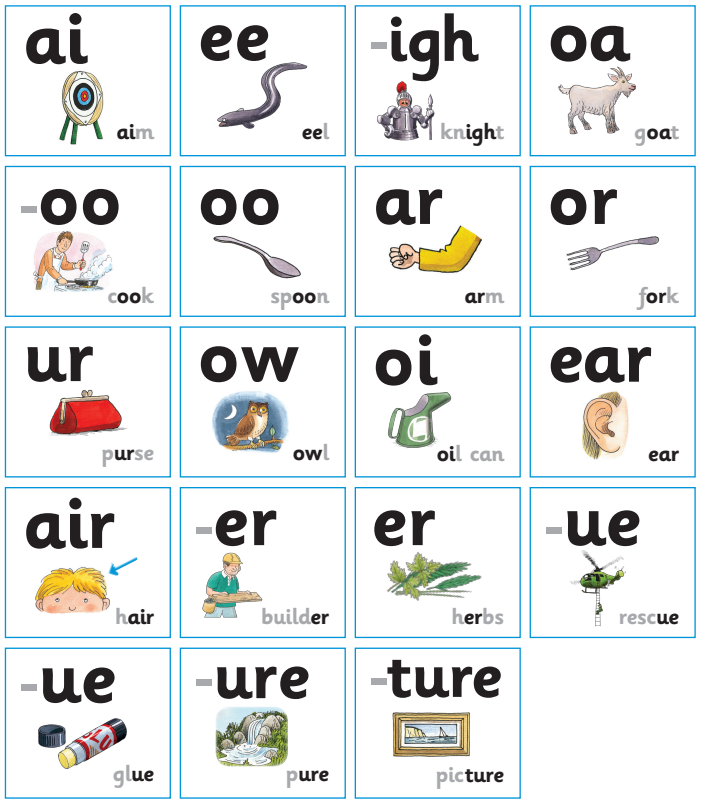 ai
aim
ee
eel
-igh
knight
oa
goat
-oo
cook
oo
spoon
ar
arm
or
fork
ur
purse
ow
owl
oi
oil can
ear
ear
air
hair
-er
builder
er
herbs
-ue
rescue
-ue
GLU
glue
-ure
pure
-ture
picture